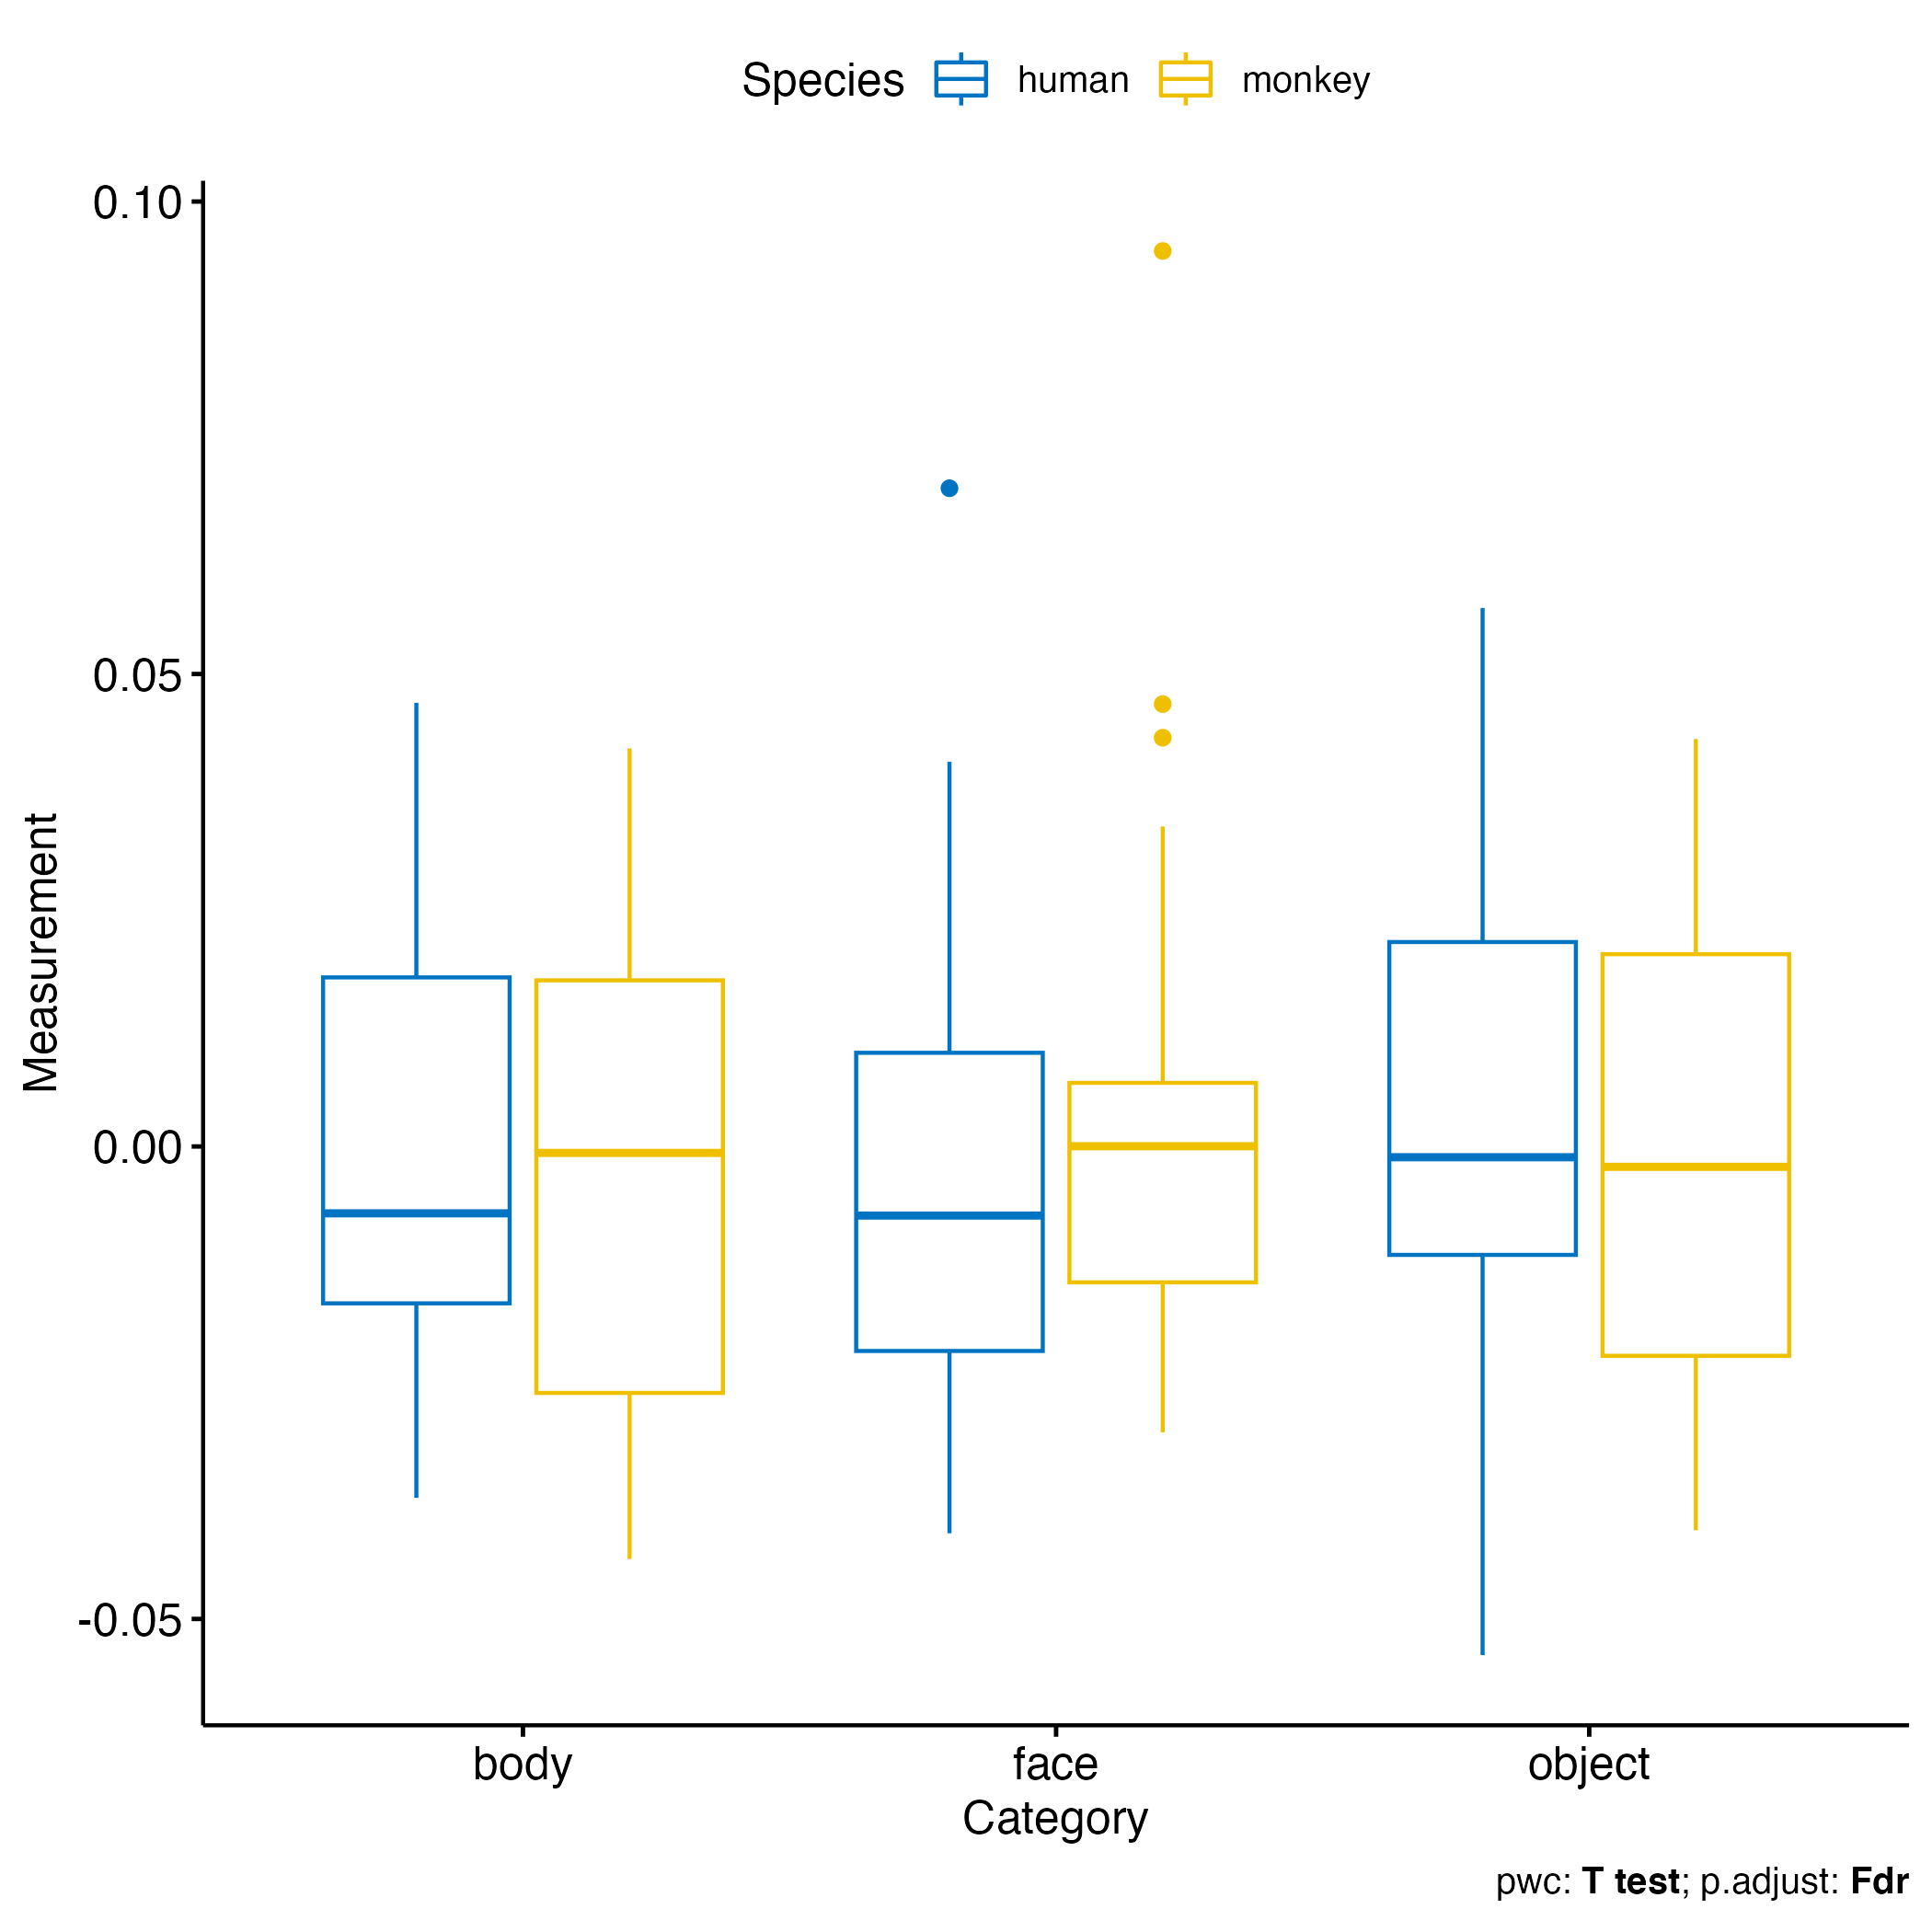 Species human monkey
0.10
0.05
0.00
-0.05
Measurement
body face object
Category
pwc: T test; p.adjust: Fdr